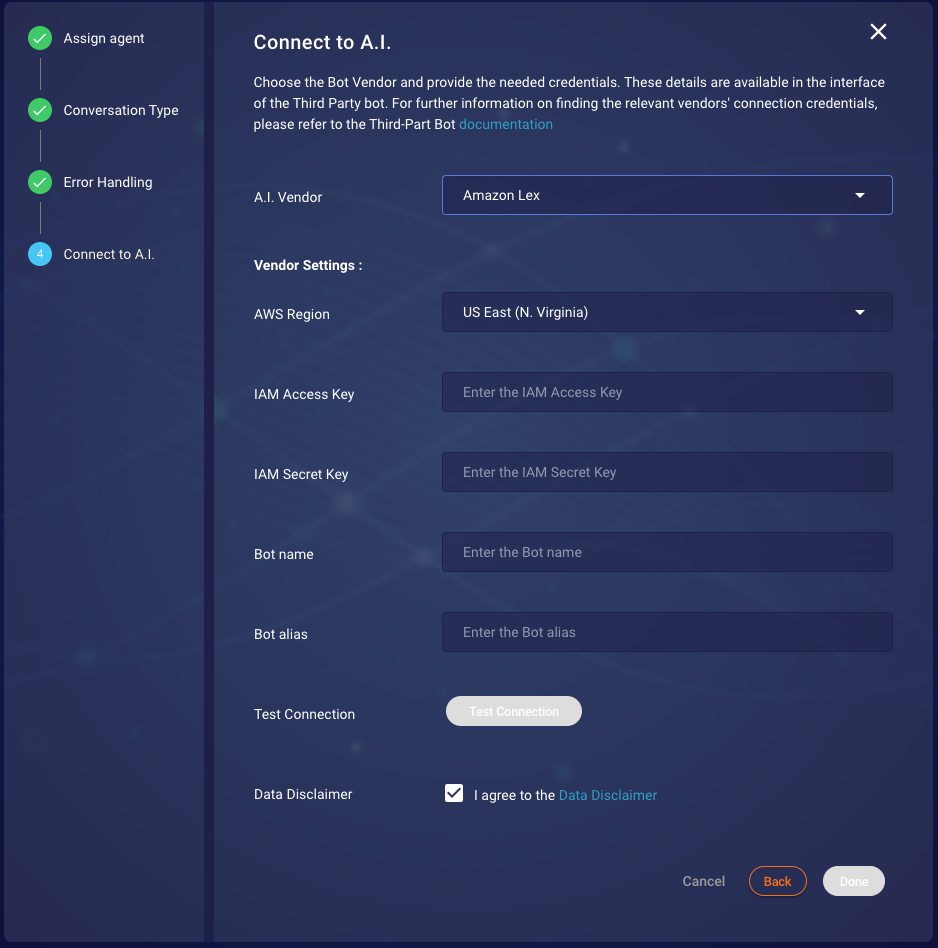 Assign agent
Conversation Type
Error Handling
4 Connect to A.I.
Connect to A.I.
Choose the Bot Vendor and provide the needed credentials. These details are available in the interface
of the Third Party bot. For further information on finding the relevant vendors' connection credentials,
please refer to the Third-Part Bot documentation
A.I. Vendor
Amazon Lex
Vendor Settings :
AWS Region
US East (N. Virginia)
IAM Access Key
Enter the IAM Access Key
IAM Secret Key
Enter the IAM Secret Key
Bot name
Enter the Bot name
Bot alias
Enter the Bot alias
Test Connection
Test Connection
Data Disclaimer
I agree to the Data Disclaimer
Cancel
Back
Done